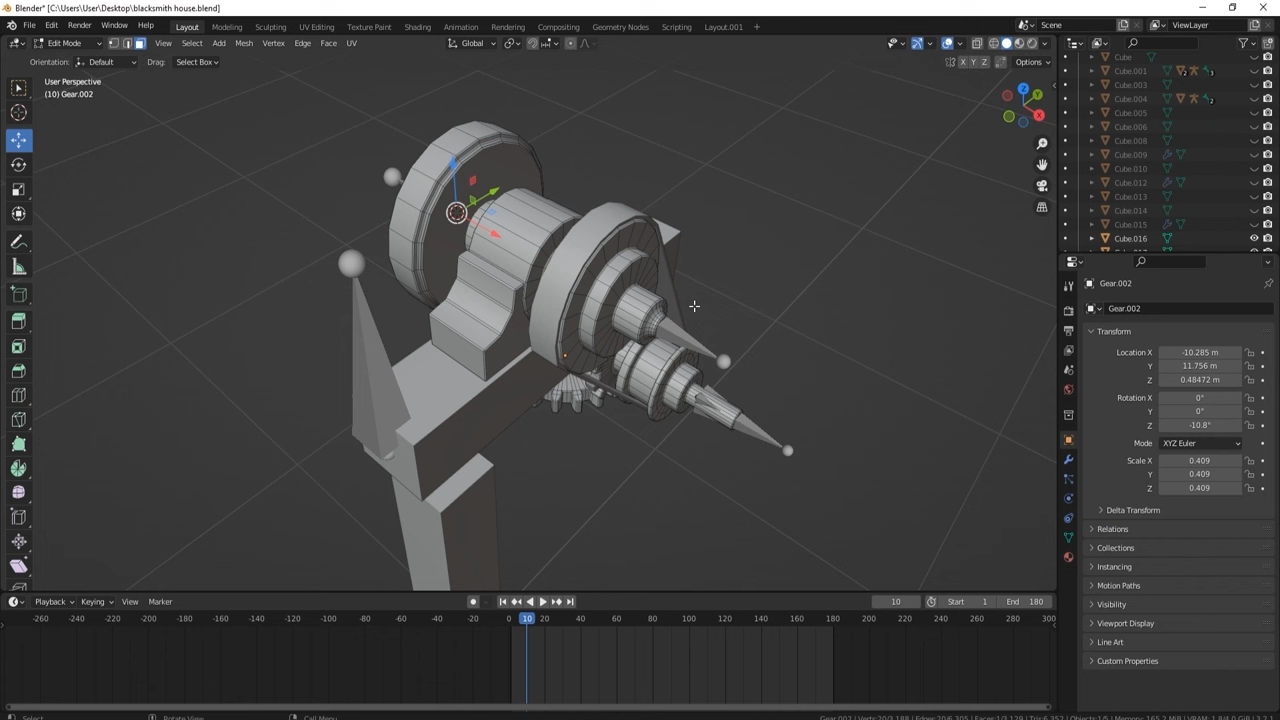 Blender* [C:\Users\User\Desktop\blacksmith house.blend]
File Edit Render Window Help Layout Modeling Sculpting UV Editing Texture Paint Shading Animation Rendering Compositing Geometry Nodes Scripting Layout.001 + Scene ViewLayer
Edit Mode View Select Add Mesh Vertex Edge Face UV Global
Orientation: Default Drag: Select Box X Y Z Options
User Perspective
(10) Gear.002
Z
Y
X
Cube
Cube.001 2 3
Cube.003
Cube.004 2
Cube.005
Cube.006
Cube.008
Cube.009
Cube.010
Cube.012
Cube.013
Cube.014
Cube.015
Cube.016
Gear.002
Gear.002
Transform
Location X -10.285 m
Y 11.756 m
Z 0.48472 m
Rotation X 0°
Y 0°
Z -10.8°
Mode XYZ Euler
Scale X 0.409
Y 0.409
Z 0.409
Delta Transform
Relations
Collections
Instancing
Motion Paths
Visibility
Viewport Display
Line Art
Custom Properties
Playback Keying View Marker 10 Start 1 End 180
-260 -240 -220 -200 -180 -160 -140 -120 -100 -80 -60 -40 -20 0 10 20 40 60 80 100 120 140 160 180 200 220 240 260 280 300
Select Rotate View Call Menu